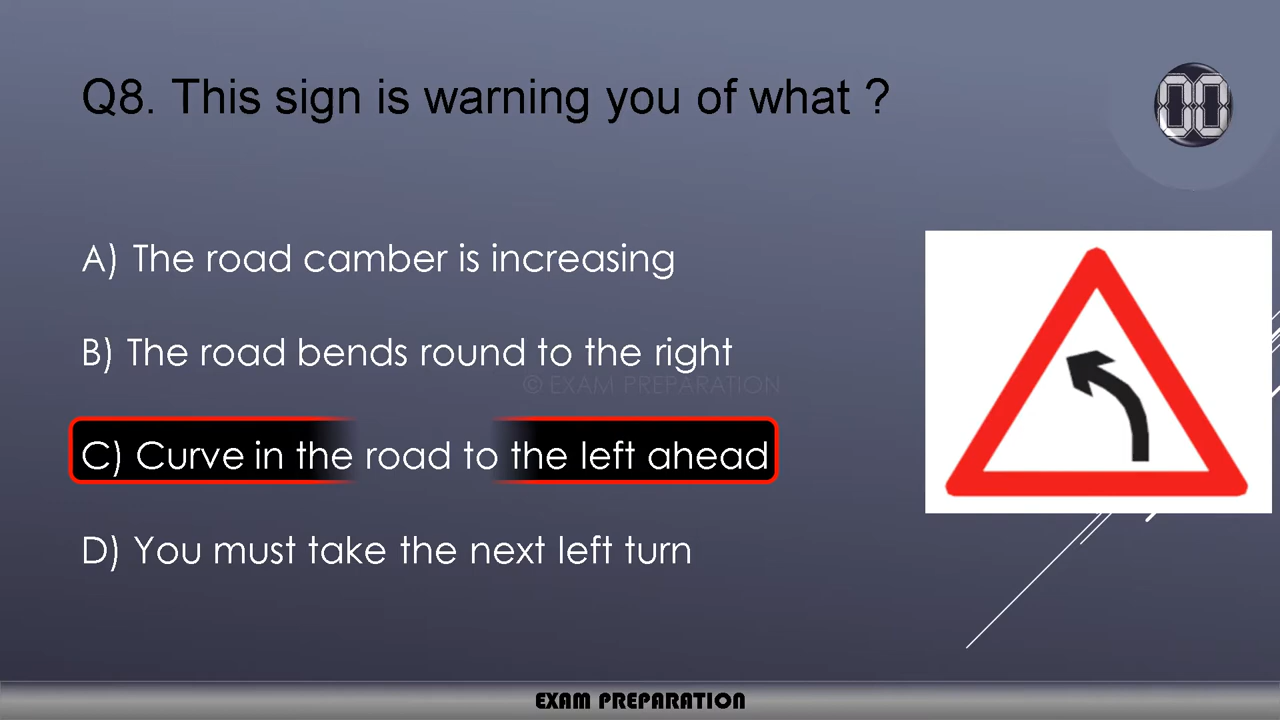 Q8. This sign is warning you of what ?
00
A) The road camber is increasing
B) The road bends round to the right
© EXAM PREPARATION
C) Curve in the road to the left ahead
D) You must take the next left turn
EXAM PREPARATION